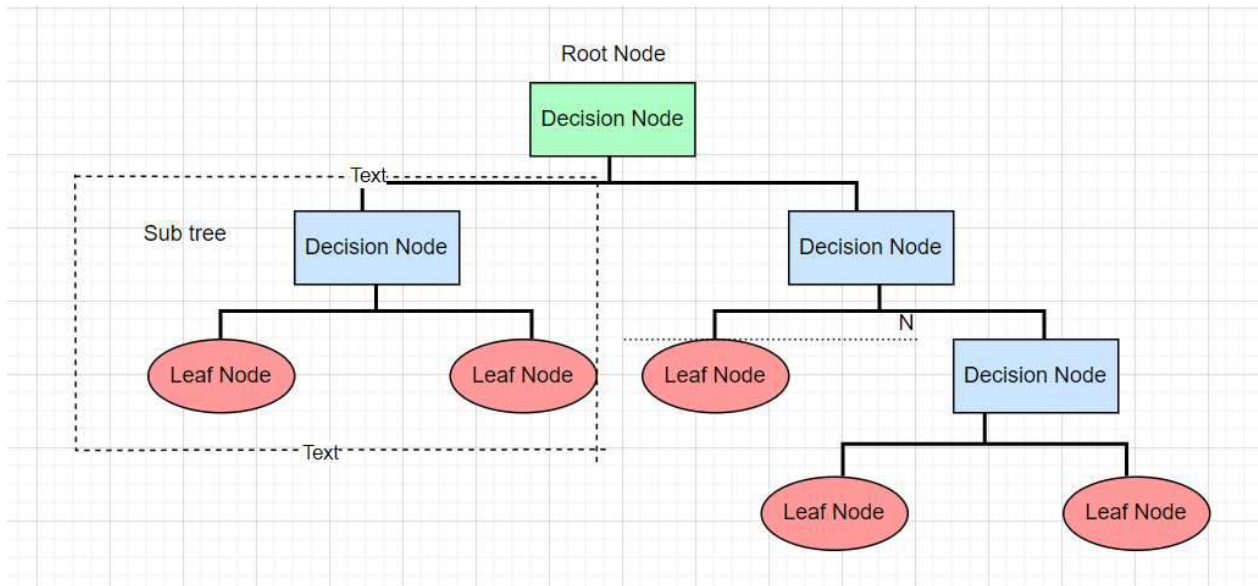 Root Node
Decision Node
Text
Sub tree
Decision Node
Decision Node
N
Leaf Node
Leaf Node
Leaf Node
Decision Node
Text
Leaf Node
Leaf Node